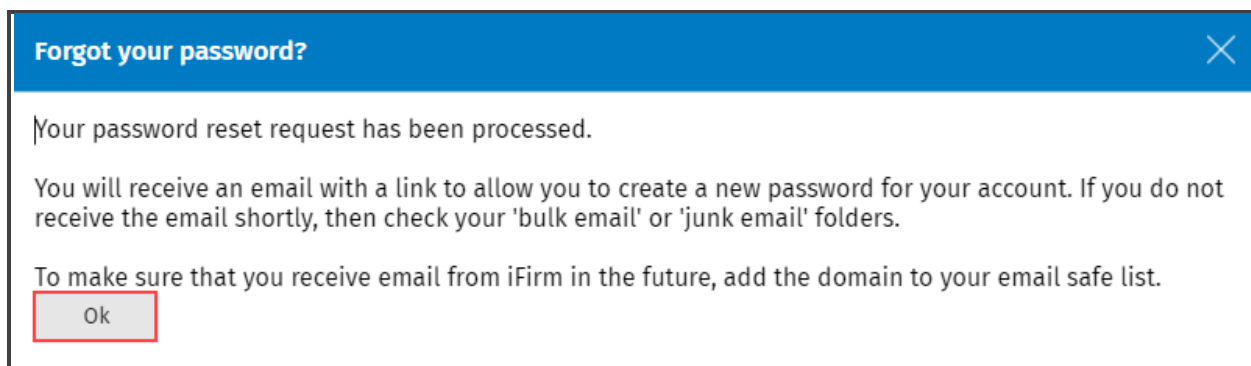 Forgot your password?
Your password reset request has been processed.
You will receive an email with a link to allow you to create a new password for your account. If you do not
receive the email shortly, then check your 'bulk email' or 'junk email' folders.
To make sure that you receive email from iFirm in the future, add the domain to your email safe list.
Ok